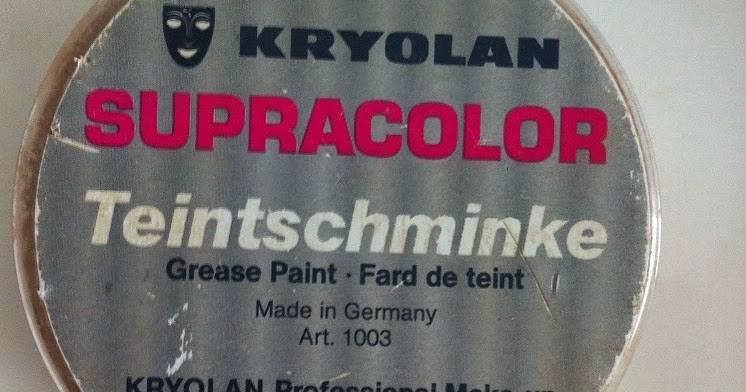 KRYOLAN
SUPRACOLOR
Teintschminke
Grease Paint · Fard de teint
Made in Germany
Art. 1003
KRYOLAN Professional Make-up